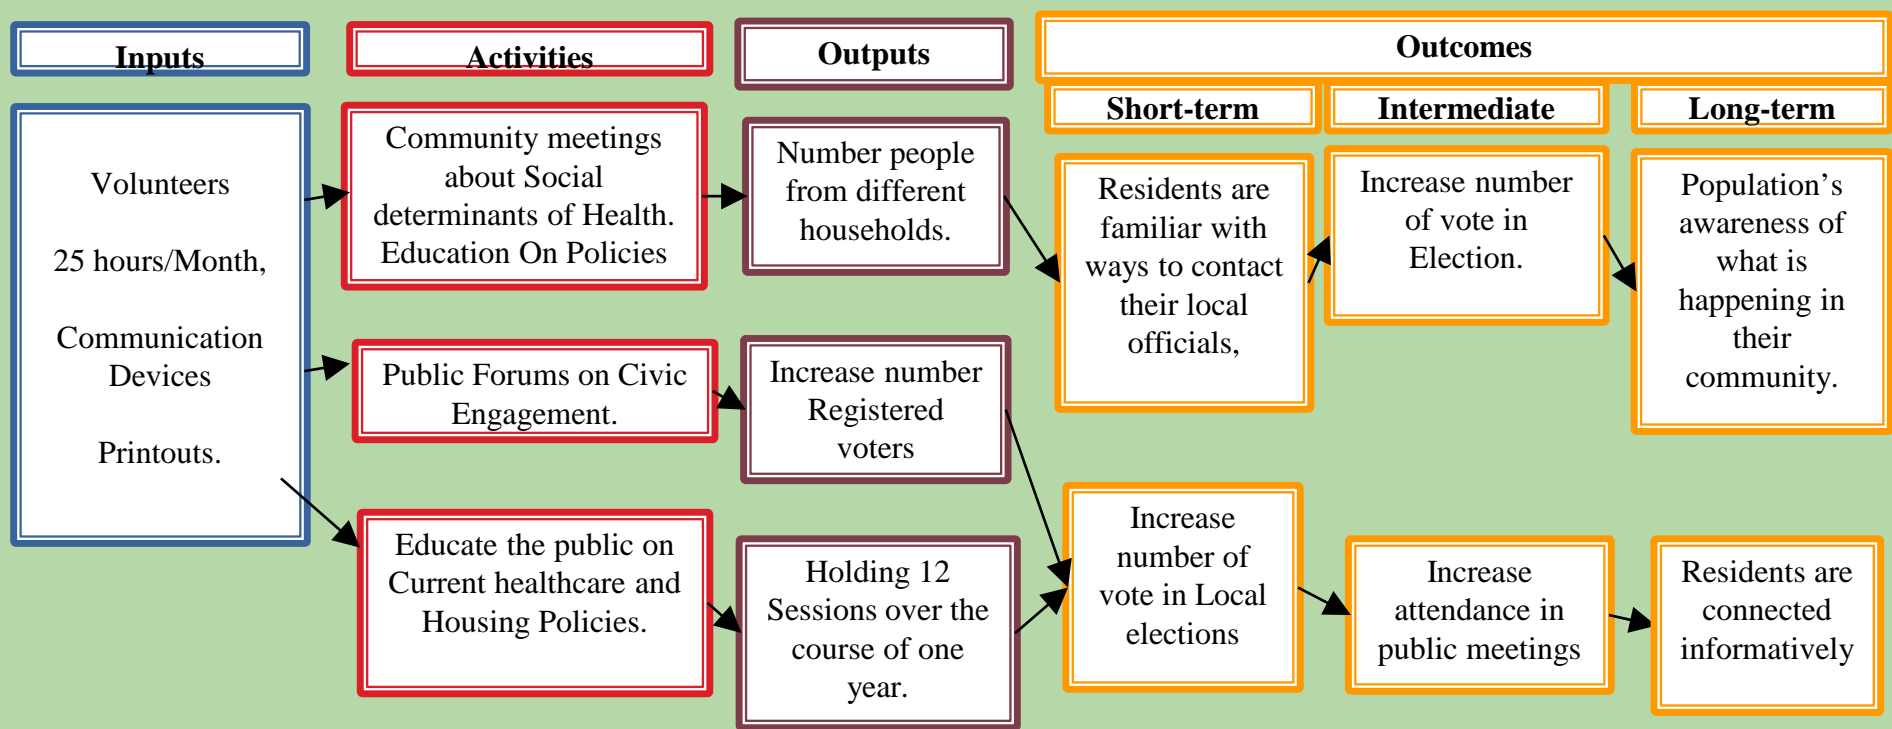 Inputs
Activities
Outputs
Outcomes
Short-term
Intermediate
Long-term
Volunteers
25 hours/Month,
Communication
Devices
Printouts.
Community meetings
about Social
determinants of Health.
Education On Policies
Public Forums on Civic
Engagement.
Educate the public on
Current healthcare and
Housing Policies.
Number people
from different
households.
Increase number
Registered
voters
Holding 12
Sessions over the
course of one
year.
Residents are
familiar with
ways to contact
their local
officials,
Increase
number of
vote in Local
elections
Increase number
of vote in
Election.
Increase
attendance in
public meetings
Population’s
awareness of
what is
happening in
their
community.
Residents are
connected
informatively